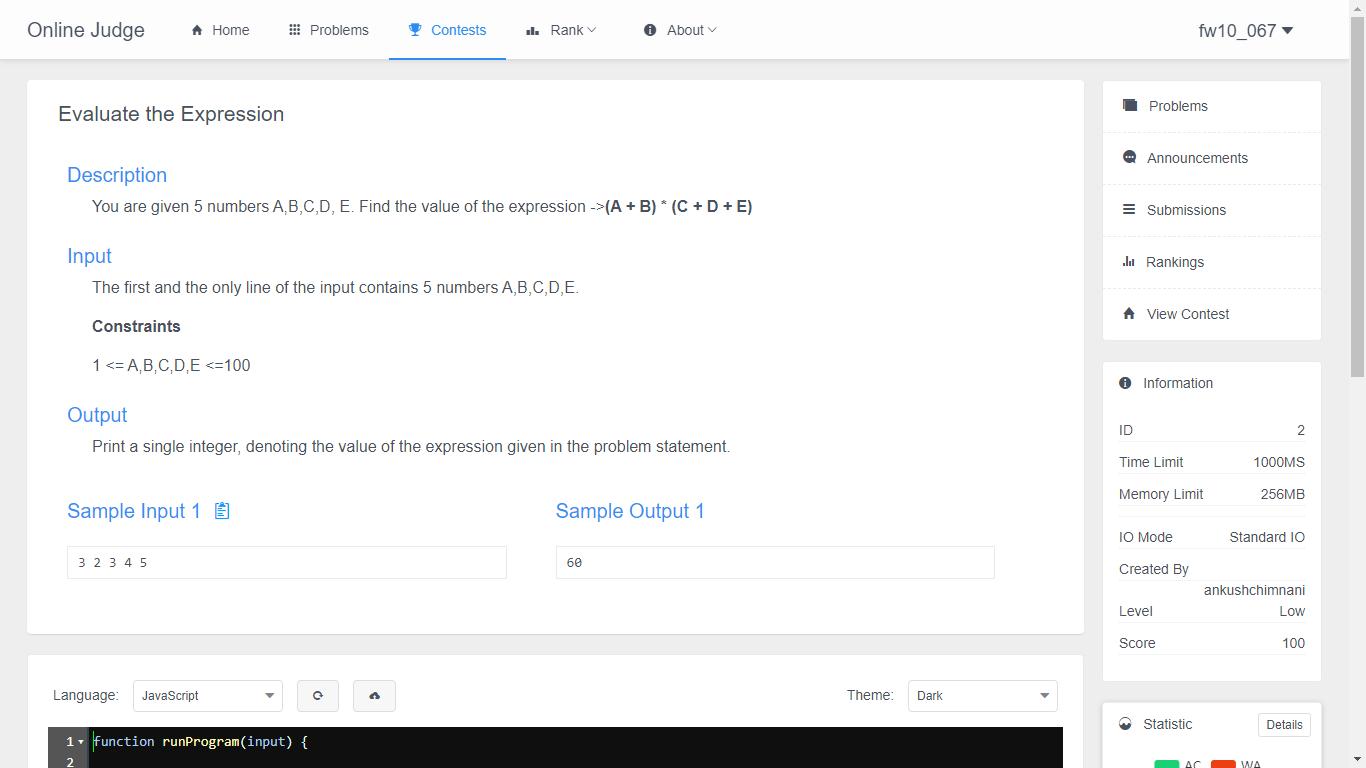 Online Judge
Home
Problems
Contests
Rank
About
fw10_067
Evaluate the Expression
Description
You are given 5 numbers A,B,C,D, E. Find the value of the expression ->(A + B) * (C + D + E)
Input
The first and the only line of the input contains 5 numbers A,B,C,D,E.
Constraints
1 <= A,B,C,D,E <=100
Output
Print a single integer, denoting the value of the expression given in the problem statement.
Sample Input 1
3 2 3 4 5
Sample Output 1
60
Language:
JavaScript
Theme:
Dark
1 function runProgram(input) {
2
Problems
Announcements
Submissions
Rankings
View Contest
Information
ID 2
Time Limit 1000MS
Memory Limit 256MB
IO Mode Standard IO
Created By
ankushchimnani
Level Low
Score 100
Statistic
Details
AC WA